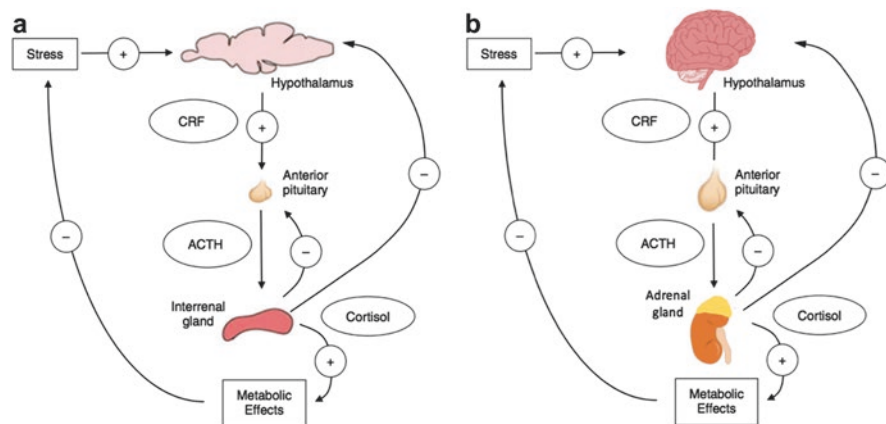 a
Stress
+
Hypothalamus
CRF
+
Anterior
pituitary
−
ACTH
−
−
Interrenal
gland
Cortisol
+
Metabolic
Effects
b
Stress
+
Hypothalamus
CRF
+
Anterior
pituitary
−
ACTH
−
−
Adrenal
gland
Cortisol
+
Metabolic
Effects